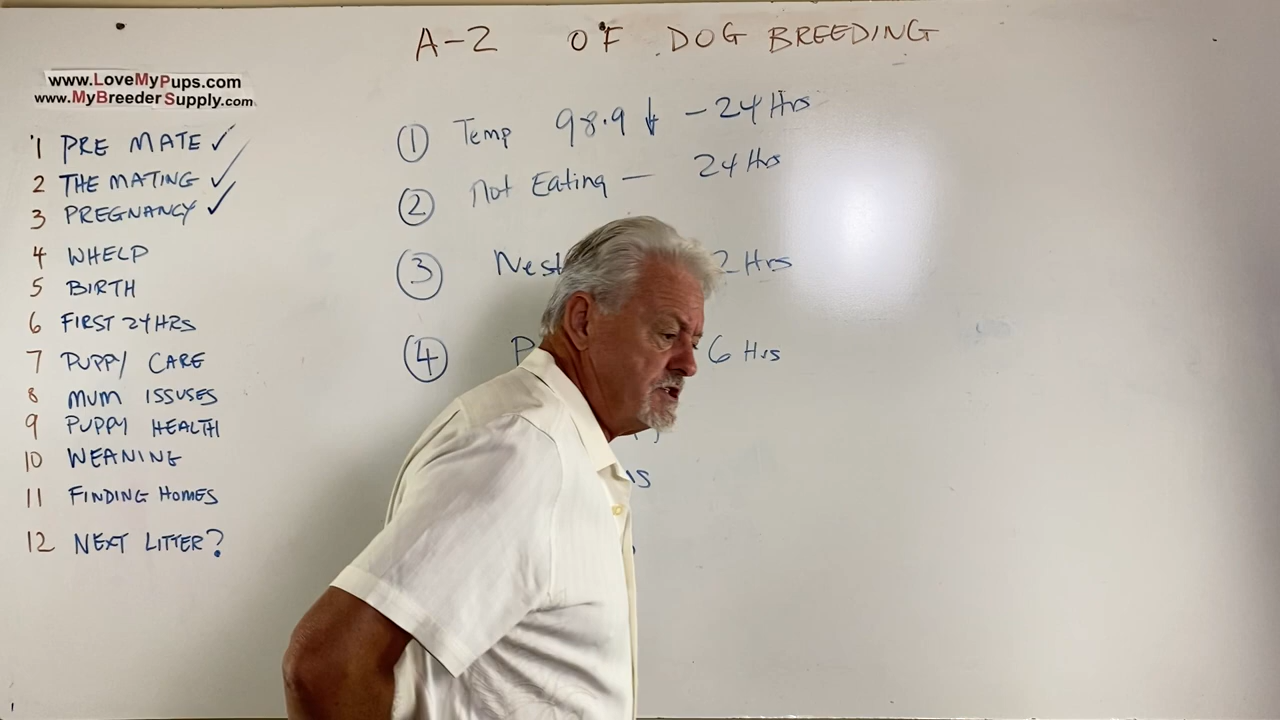 A-Z OF DOG BREEDING
www.LoveMyPups.com
www.MyBreederSupply.com
1 PRE MATE ✓
2 THE MATING ✓
3 PREGNANCY ✓
4 WHELP
5 BIRTH
6 FIRST 24HRS
7 PUPPY CARE
8 MUM ISSUSES
9 PUPPY HEALTH
10 WEANING
11 FINDING HOMES
12 NEXT LITTER?
① Temp 98.9 ↓ - 24 Hrs
② Not Eating — 24 Hrs
③ Nest 2 Hrs
④ P 6 Hrs